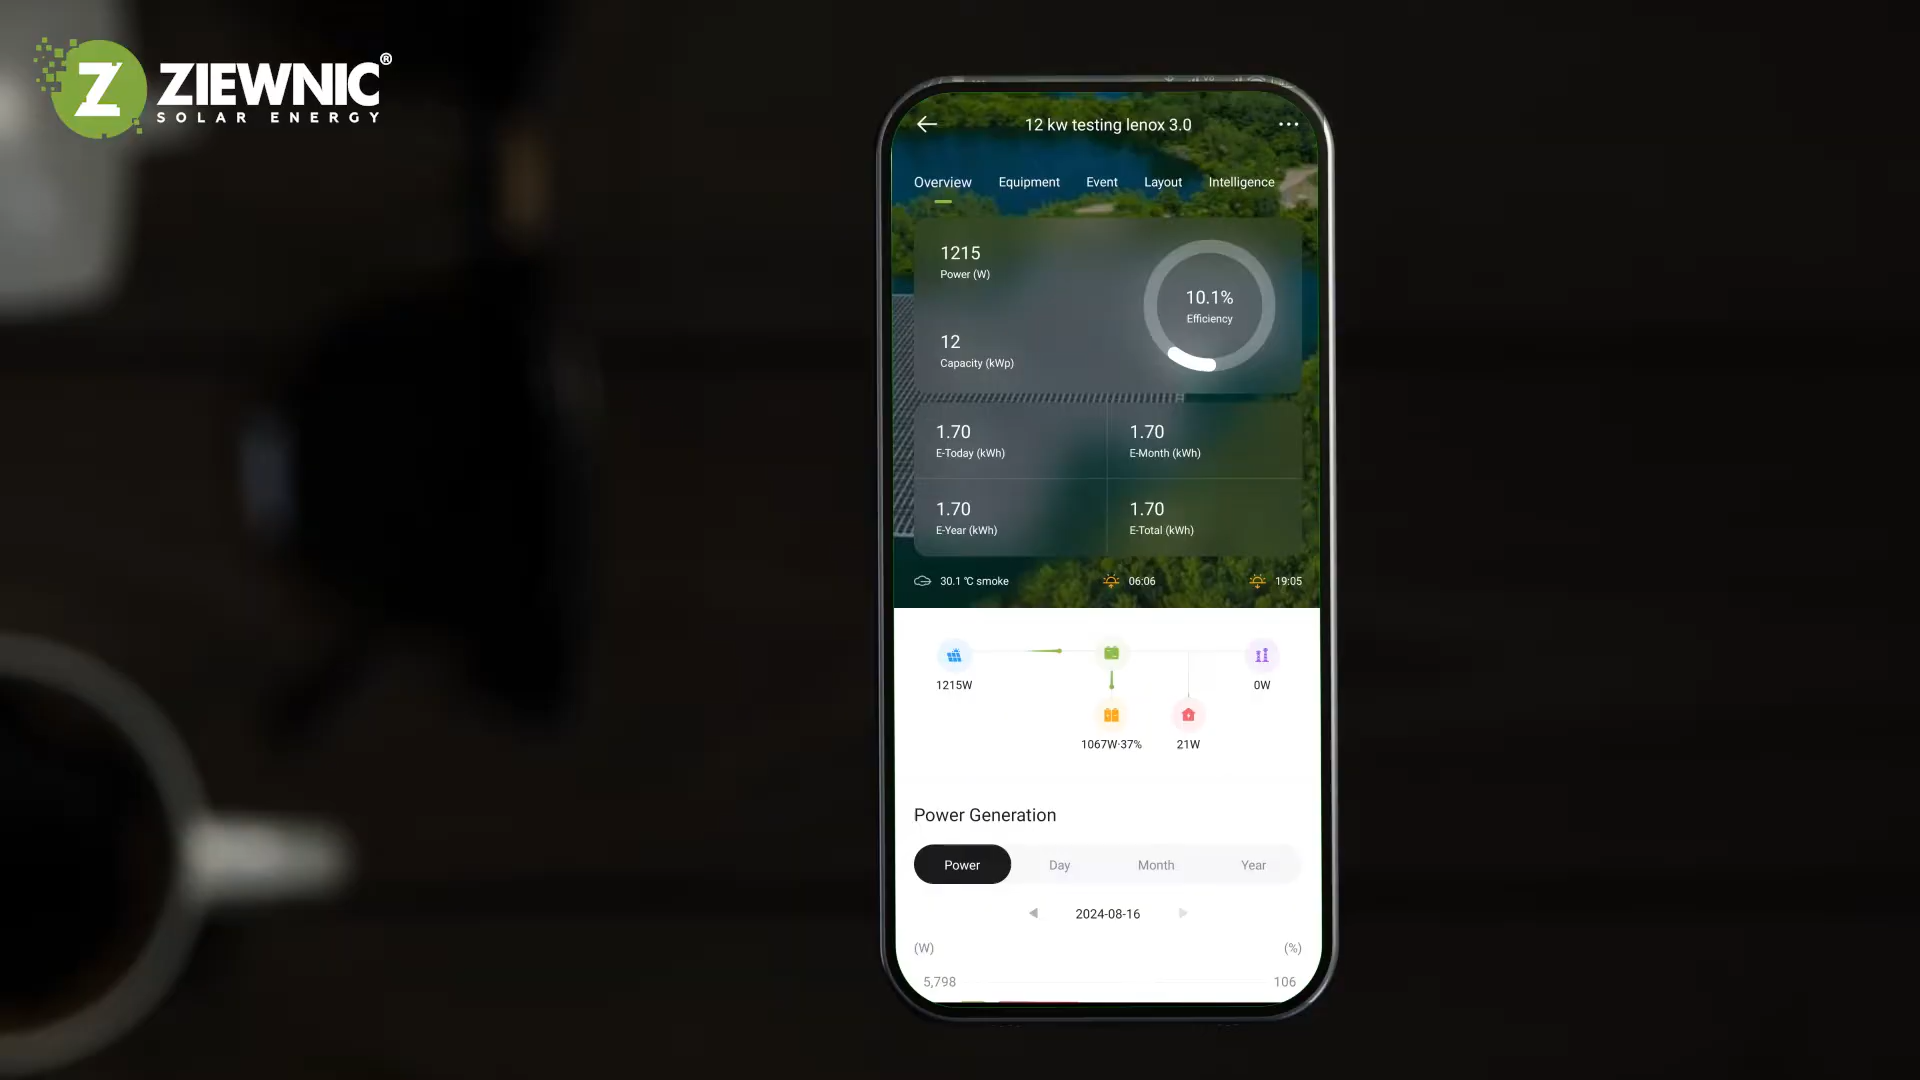 Z ZIEWNIC®
SOLAR ENERGY
12 kw testing lenox 3.0
Overview Equipment Event Layout Intelligence
1215
Power (W)
10.1%
Efficiency
12
Capacity (kWp)
1.70 1.70
E-Today (kWh) E-Month (kWh)
1.70 1.70
E-Year (kWh) E-Total (kWh)
30.1 ℃ smoke 06:06 19:05
1215W 0W
1067W·37% 21W
Power Generation
Power Day Month Year
2024-08-16
(W) (%)
5,798 106